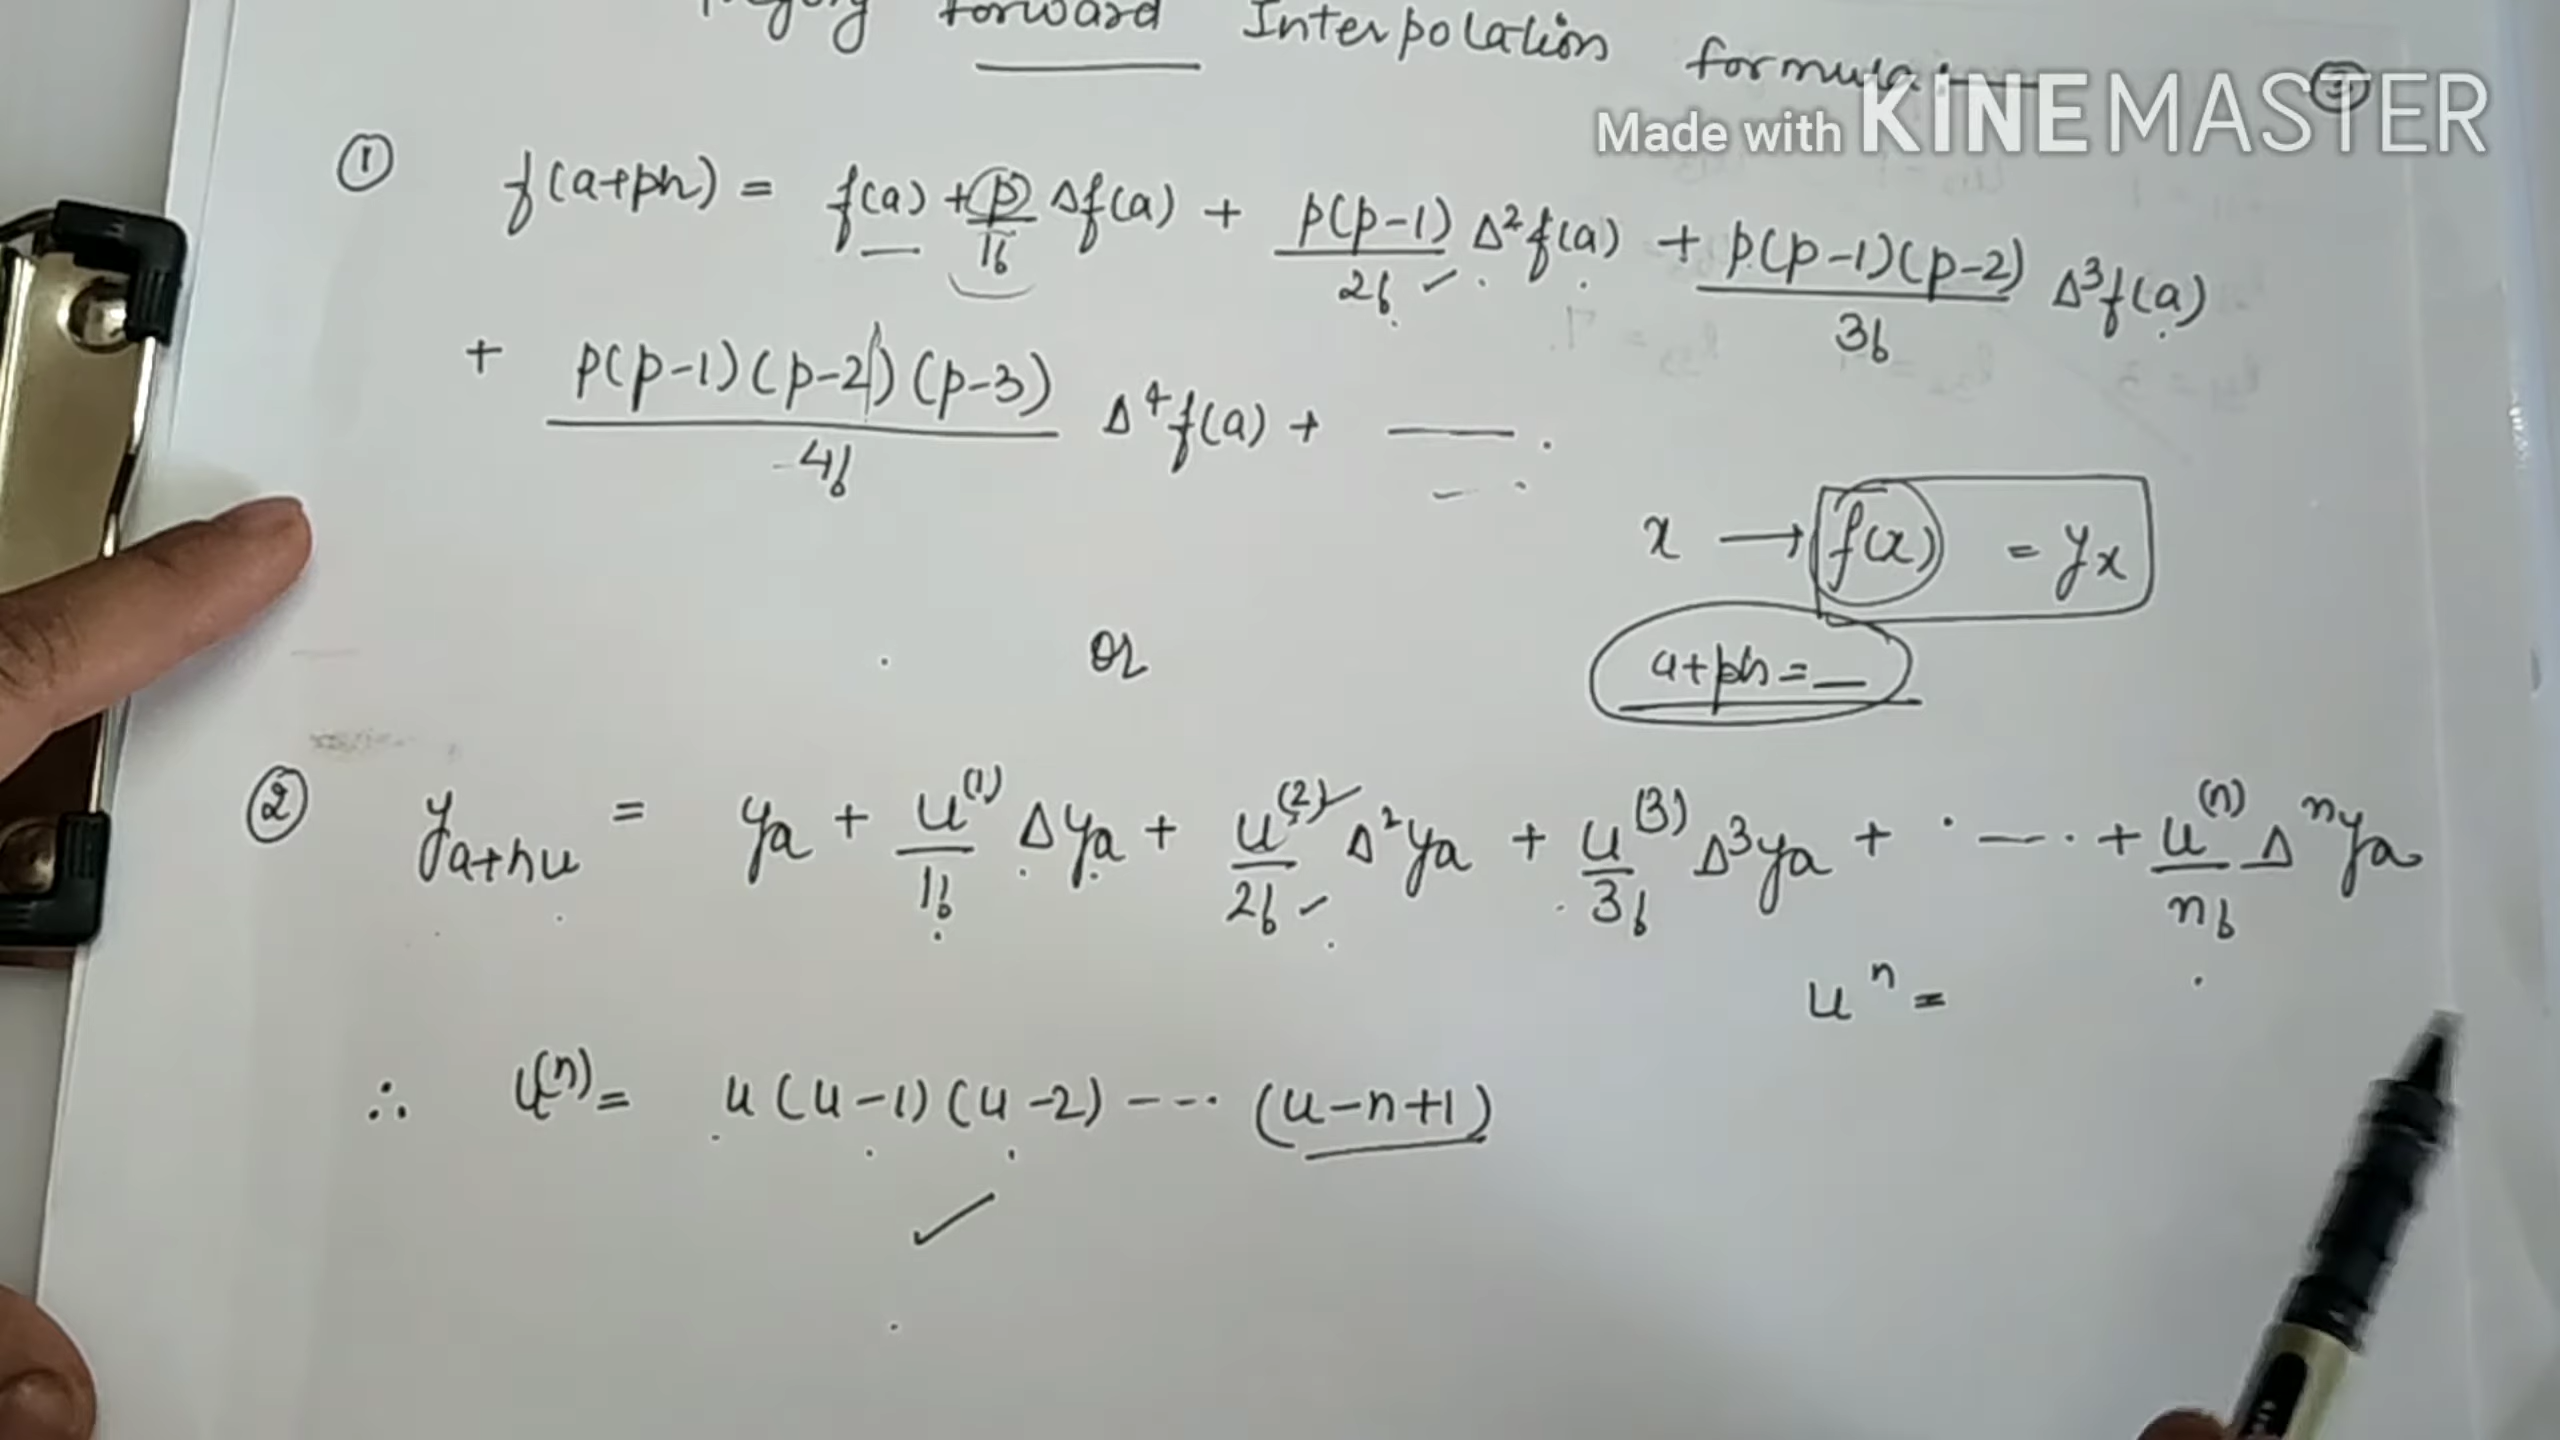 forward Interpolation formula:—
Made with KINEMASTER
① f(a+ph) = f(a) + p/1! Δf(a) + p(p-1)/2! Δ²f(a) + p(p-1)(p-2)/3! Δ³f(a)
+ p(p-1)(p-2)(p-3)/4! Δ⁴f(a) + —— .
x → f(x) = yx
or
a+ph = —
② y_{a+hu} = ya + u^(1)/1! Δya + u^(2)/2! Δ²ya + u^(3)/3! Δ³ya + · — · · + u^(n)/n! Δⁿya
uⁿ =
∴ u^(n) = u(u-1)(u-2) ---- (u-n+1)